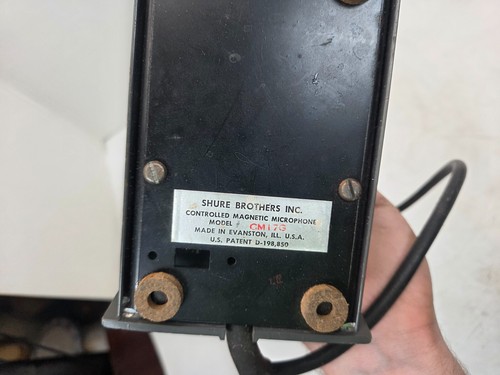 SHURE BROTHERS INC.
CONTROLLED MAGNETIC MICROPHONE
MODEL # CM17G
MADE IN EVANSTON, ILL. U.S.A.
U.S. PATENT D-198,850